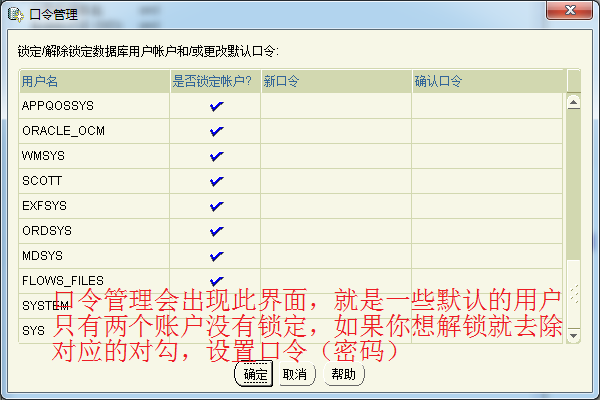 口令管理
锁定/解除锁定数据库用户帐户和/或更改默认口令:
用户名 是否锁定帐户? 新口令 确认口令
APPQOSSYS
ORACLE_OCM
WMSYS
SCOTT
EXFSYS
ORDSYS
MDSYS
FLOWS_FILES
SYSTEM
SYS
口令管理会出现此界面，就是一些默认的用户
只有两个账户没有锁定，如果你想解锁就去除
对应的对勾，设置口令（密码）
确定 取消 帮助